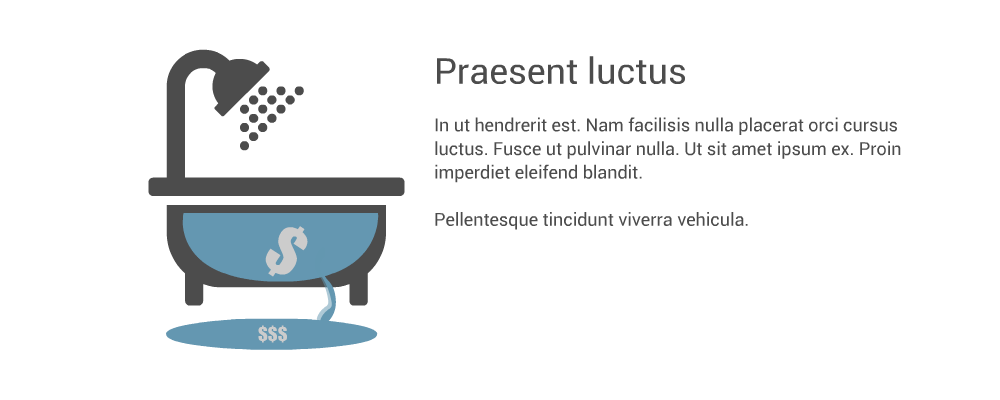 Praesent luctus
In ut hendrerit est. Nam facilisis nulla placerat orci cursus
luctus. Fusce ut pulvinar nulla. Ut sit amet ipsum ex. Proin
imperdiet eleifend blandit.
Pellentesque tincidunt viverra vehicula.
$
$$$